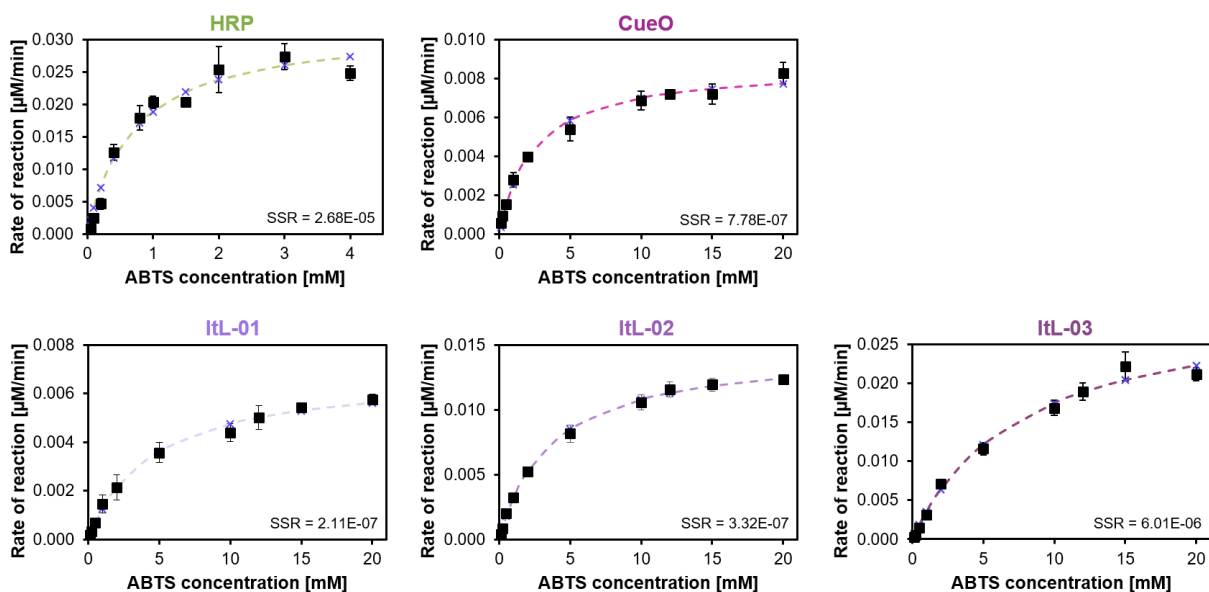 HRP
Rate of reaction [µM/min]
0.030
0.025
0.020
0.015
0.010
0.005
0.000
SSR = 2.68E-05
0 1 2 3 4
ABTS concentration [mM]
CueO
Rate of reaction [µM/min]
0.010
0.008
0.006
0.004
0.002
0.000
SSR = 7.78E-07
0 5 10 15 20
ABTS concentration [mM]
ItL-01
Rate of reaction [µM/min]
0.008
0.006
0.004
0.002
0.000
SSR = 2.11E-07
0 5 10 15 20
ABTS concentration [mM]
ItL-02
Rate of reaction [µM/min]
0.015
0.010
0.005
0.000
SSR = 3.32E-07
0 5 10 15 20
ABTS concentration [mM]
ItL-03
Rate of reaction [µM/min]
0.025
0.020
0.015
0.010
0.005
0.000
SSR = 6.01E-06
0 5 10 15 20
ABTS concentration [mM]